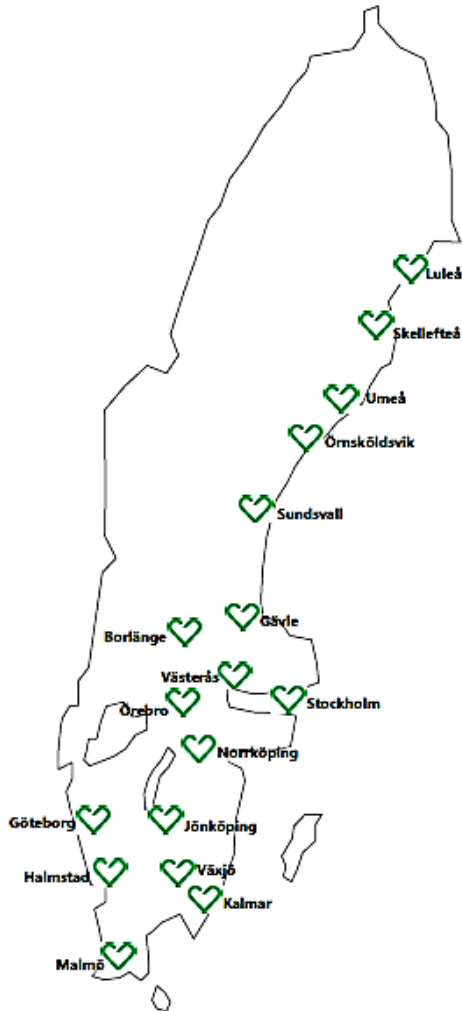 Luleå
Skellefteå
Umeå
Örnsköldsvik
Sundsvall
Gävle
Borlänge
Västerås
Stockholm
Örebro
Norrköping
Göteborg
Jönköping
Halmstad
Växjö
Kalmar
Malmö